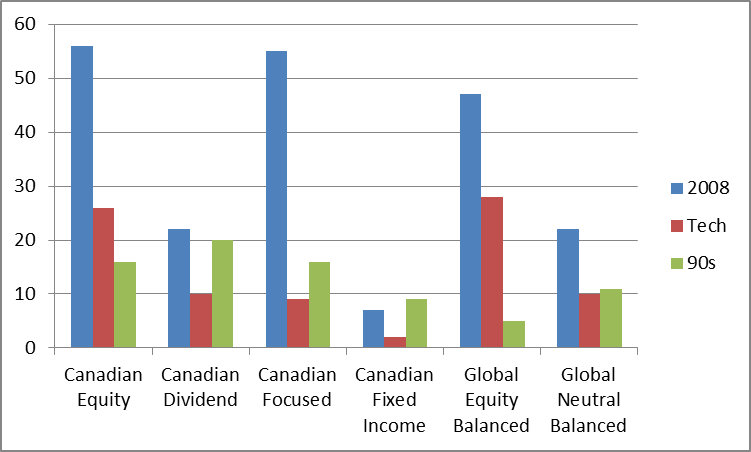 60
50
40
30
20
10
0
2008
Tech
90s
Canadian
Equity
Canadian
Dividend
Canadian
Focused
Canadian
Fixed
Income
Global
Equity
Balanced
Global
Neutral
Balanced